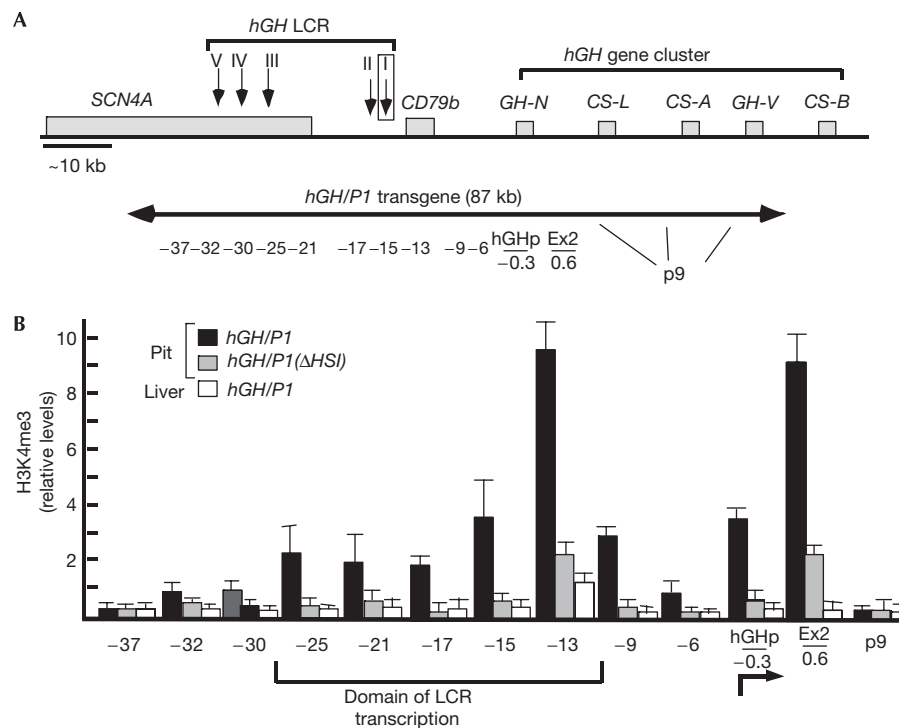 A
hGH LCR
V IV III II I
hGH gene cluster
SCN4A CD79b GH-N CS-L CS-A GH-V CS-B
~10 kb
hGH/P1 transgene (87 kb)
−37 −32 −30 −25 −21 −17 −15 −13 −9 −6 hGHp Ex2
−0.3 0.6
p9
B
Pit
hGH/P1
hGH/P1(ΔHSI)
Liver hGH/P1
H3K4me3
(relative levels)
10
8
6
4
2
−37 −32 −30 −25 −21 −17 −15 −13 −9 −6 hGHp Ex2 p9
−0.3 0.6
Domain of LCR
transcription